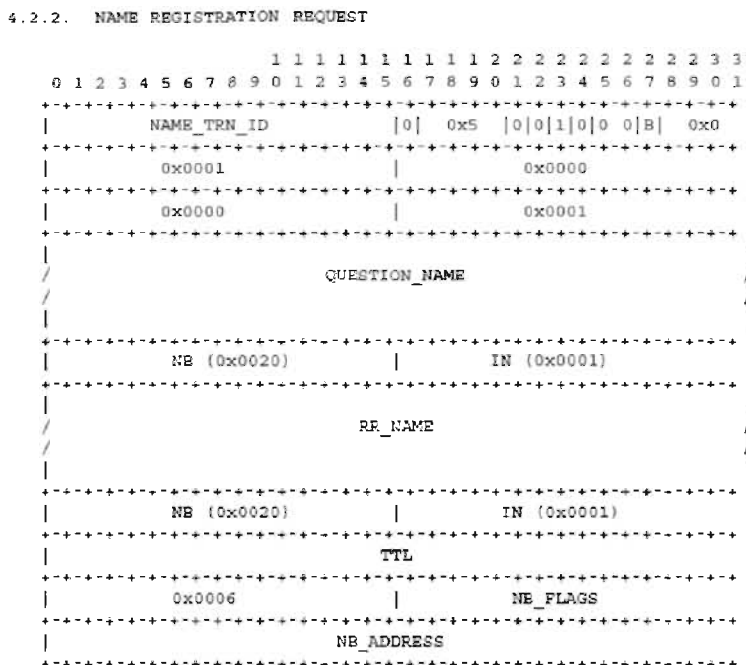 4.2.2. NAME REGISTRATION REQUEST
1 1 1 1 1 1 1 1 1 1 2 2 2 2 2 2 2 2 2 2 3 3
0 1 2 3 4 5 6 7 8 9 0 1 2 3 4 5 6 7 8 9 0 1 2 3 4 5 6 7 8 9 0 1
+-+-+-+-+-+-+-+-+-+-+-+-+-+-+-+-+-+-+-+-+-+-+-+-+-+-+-+-+-+-+-+-+
| NAME_TRN_ID |0| 0x5 |0|0|1|0|0 0|B| 0x0
+-+-+-+-+-+-+-+-+-+-+-+-+-+-+-+-+-+-+-+-+-+-+-+-+-+-+-+-+-+-+-+-+
| 0x0001 | 0x0000
+-+-+-+-+-+-+-+-+-+-+-+-+-+-+-+-+-+-+-+-+-+-+-+-+-+-+-+-+-+-+-+-+
| 0x0000 | 0x0001
+-+-+-+-+-+-+-+-+-+-+-+-+-+-+-+-+-+-+-+-+-+-+-+-+-+-+-+-+-+-+-+-+
|
/ QUESTION_NAME /
/ /
|
+-+-+-+-+-+-+-+-+-+-+-+-+-+-+-+-+-+-+-+-+-+-+-+-+-+-+-+-+-+-+-+-+
| NB (0x0020) | IN (0x0001)
+-+-+-+-+-+-+-+-+-+-+-+-+-+-+-+-+-+-+-+-+-+-+-+-+-+-+-+-+-+-+-+-+
|
/ RR_NAME /
/ /
|
+-+-+-+-+-+-+-+-+-+-+-+-+-+-+-+-+-+-+-+-+-+-+-+-+-+-+-+-+-+-+-+-+
| NB (0x0020) | IN (0x0001)
+-+-+-+-+-+-+-+-+-+-+-+-+-+-+-+-+-+-+-+-+-+-+-+-+-+-+-+-+-+-+-+-+
| TTL
+-+-+-+-+-+-+-+-+-+-+-+-+-+-+-+-+-+-+-+-+-+-+-+-+-+-+-+-+-+-+-+-+
| 0x0006 | NB_FLAGS
+-+-+-+-+-+-+-+-+-+-+-+-+-+-+-+-+-+-+-+-+-+-+-+-+-+-+-+-+-+-+-+-+
| NB_ADDRESS
+-+-+-+-+-+-+-+-+-+-+-+-+-+-+-+-+-+-+-+-+-+-+-+-+-+-+-+-+-+-+-+-+